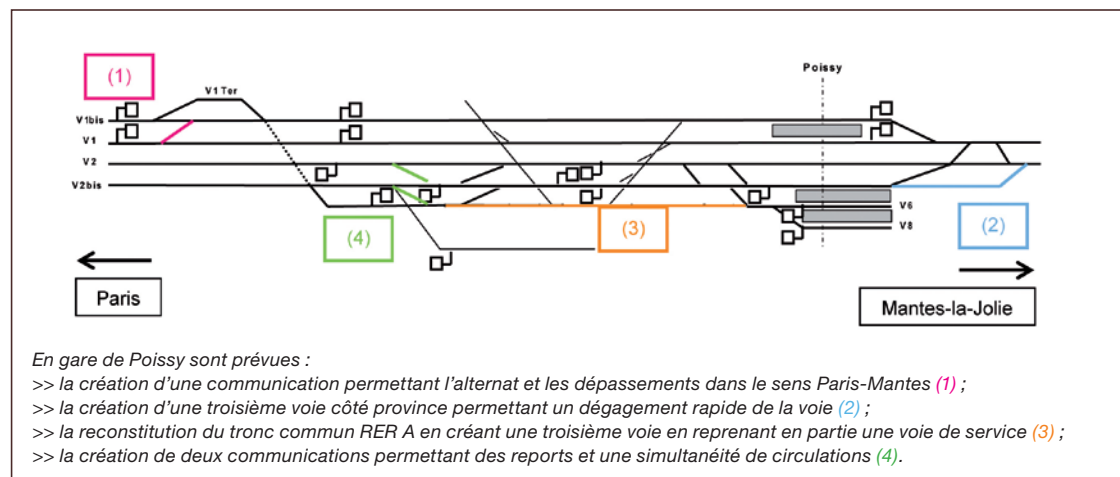 (1)
V1Ter
Poissy
V1bis
V1
V2
V2bis
V6
V8
(4)
(3)
(2)
Paris
Mantes-la-Jolie
En gare de Poissy sont prévues :
>> la création d'une communication permettant l'alternat et les dépassements dans le sens Paris-Mantes (1) ;
>> la création d'une troisième voie côté province permettant un dégagement rapide de la voie (2) ;
>> la reconstitution du tronc commun RER A en créant une troisième voie en reprenant en partie une voie de service (3) ;
>> la création de deux communications permettant des reports et une simultanéité de circulations (4).